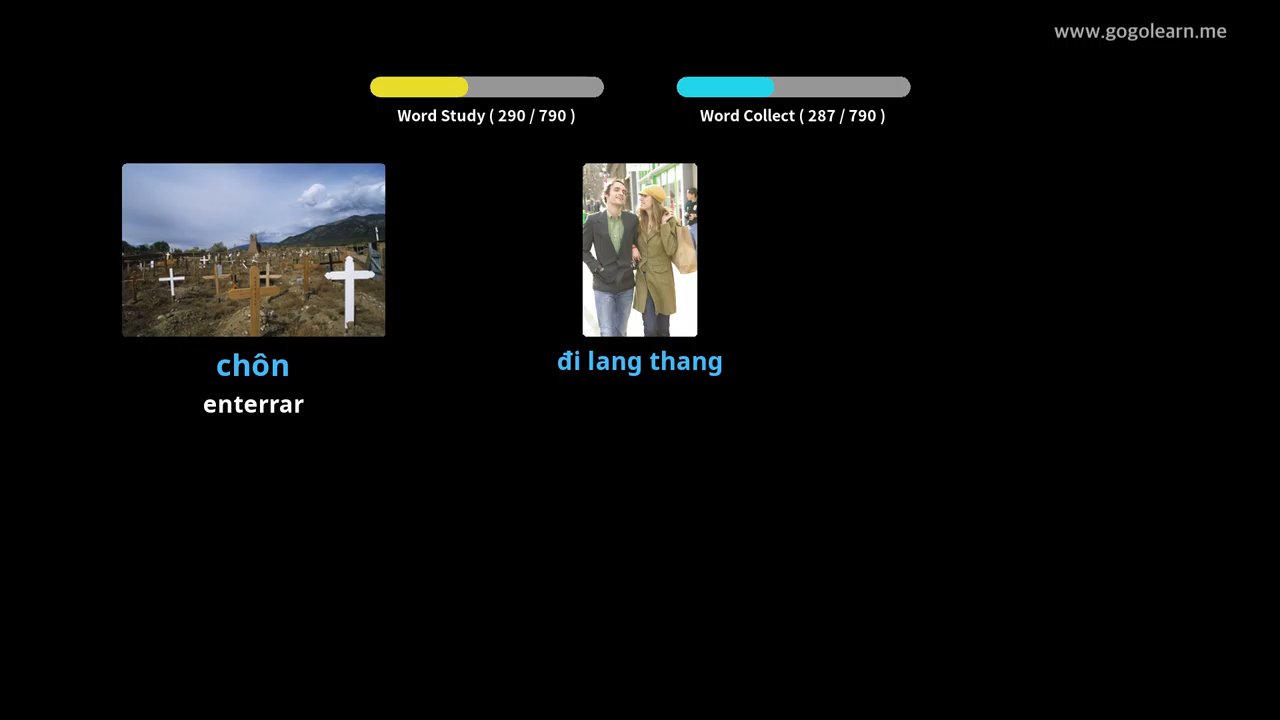 www.gogolearn.me
Word Study ( 290 / 790 )
Word Collect ( 287 / 790 )
chôn
enterrar
đi lang thang